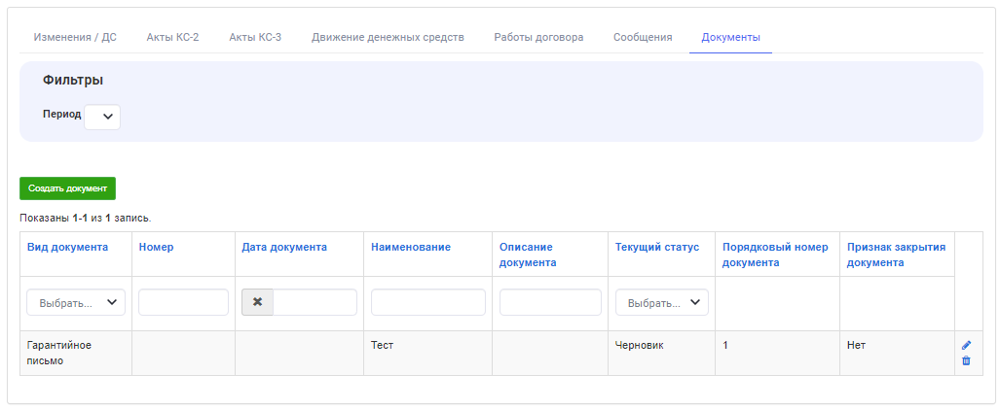 Изменения / ДС Акты КС-2 Акты КС-3 Движение денежных средств Работы договора Сообщения Документы
Фильтры
Период
Создать документ
Показаны 1-1 из 1 запись.
Вид документа Номер Дата документа Наименование Описание документа Текущий статус Порядковый номер документа Признак закрытия документа
Выбрать... Выбрать...
Гарантийное письмо Тест Черновик 1 Нет